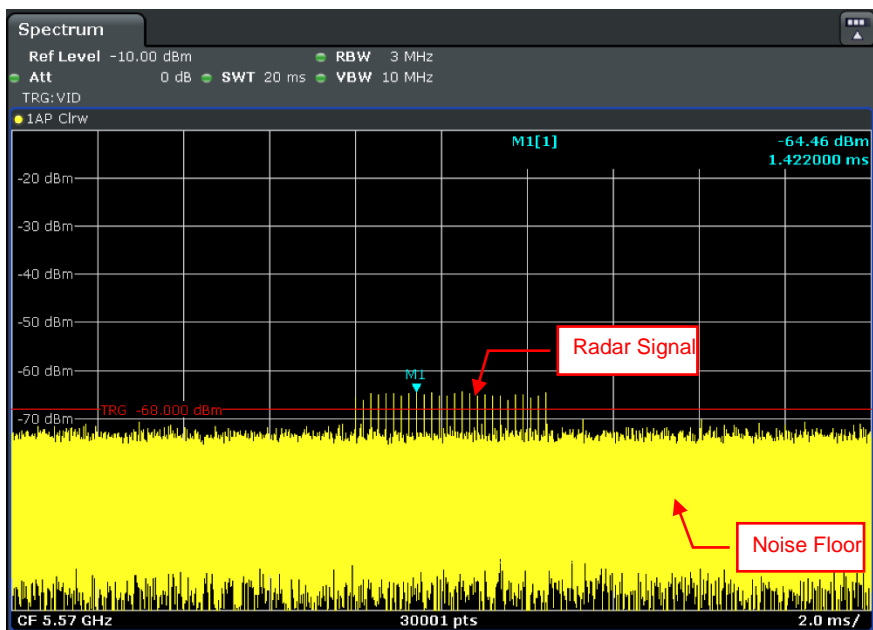 Spectrum
Ref Level -10.00 dBm RBW 3 MHz
Att 0 dB SWT 20 ms VBW 10 MHz
TRG:VID
1AP Clrw
M1[1] -64.46 dBm
1.422000 ms
-20 dBm
-30 dBm
-40 dBm
-50 dBm
Radar Signal
-60 dBm
M1
TRG -68.000 dBm
-70 dBm
Noise Floor
CF 5.57 GHz 30001 pts 2.0 ms/